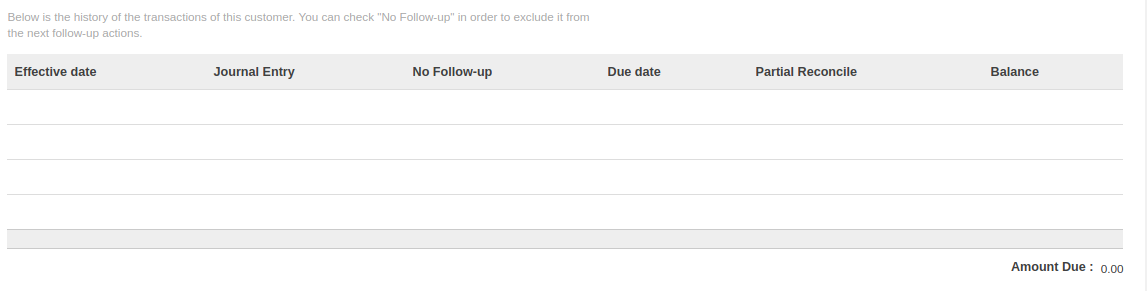 Below is the history of the transactions of this customer. You can check "No Follow-up" in order to exclude it from
the next follow-up actions.
Effective date Journal Entry No Follow-up Due date Partial Reconcile Balance
Amount Due : 0.00